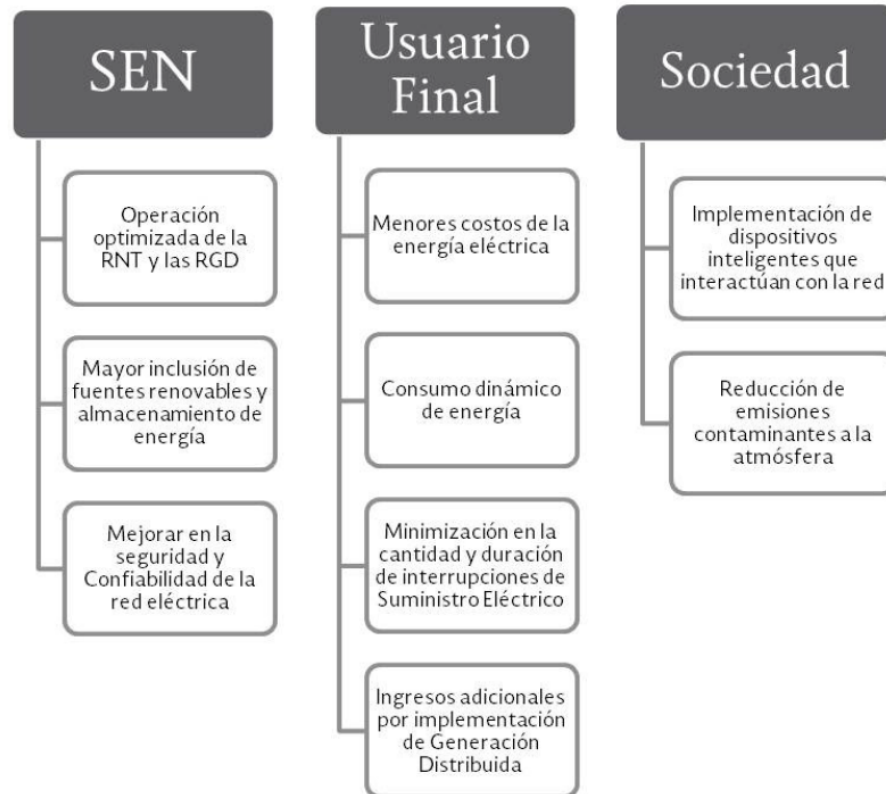 SEN
Operación
optimizada de la
RNT y las RGD
Mayor inclusión de
fuentes renovables y
almacenamiento de
energía
Mejorar en la
seguridad y
Confiabilidad de la
red eléctrica
Usuario
Final
Menores costos de la
energía eléctrica
Consumo dinámico
de energía
Minimización en la
cantidad y duración
de interrupciones de
Suministro Eléctrico
Ingresos adicionales
por implementación
de Generación
Distribuida
Sociedad
Implementación de
dispositivos
inteligentes que
interactúan con la red
Reducción de
emisiones
contaminantes a la
atmósfera